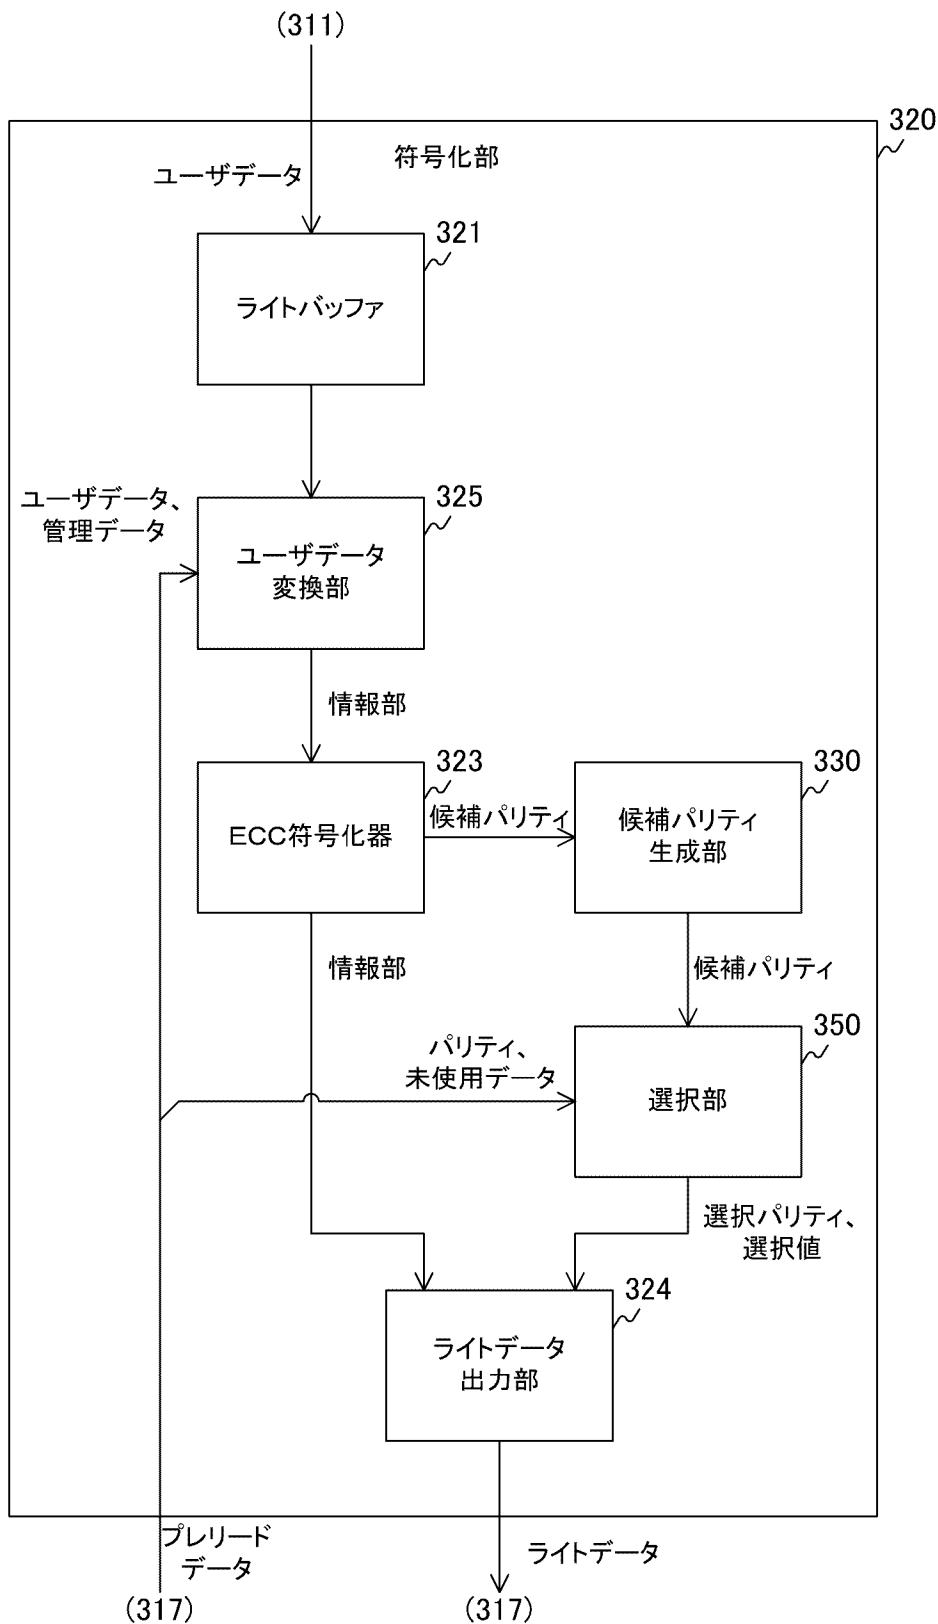 (311)
320
符号化部
ユーザデータ
321
ライトバッファ
ユーザデータ、
管理データ
325
ユーザデータ
変換部
情報部
323
ECC符号化器
候補パリティ
330
候補パリティ
生成部
情報部
候補パリティ
350
パリティ、
未使用データ
選択部
選択パリティ、
選択値
324
ライトデータ
出力部
プレリード
データ
ライトデータ
(317)
(317)